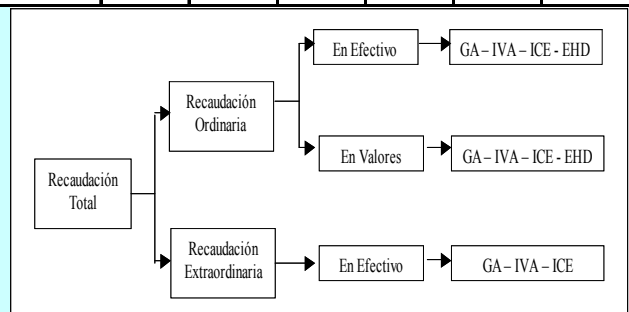 En Efectivo
GA – IVA – ICE - EHD
Recaudación
Ordinaria
En Valores
GA – IVA – ICE - EHD
Recaudación
Total
Recaudación
Extraordinaria
En Efectivo
GA – IVA – ICE